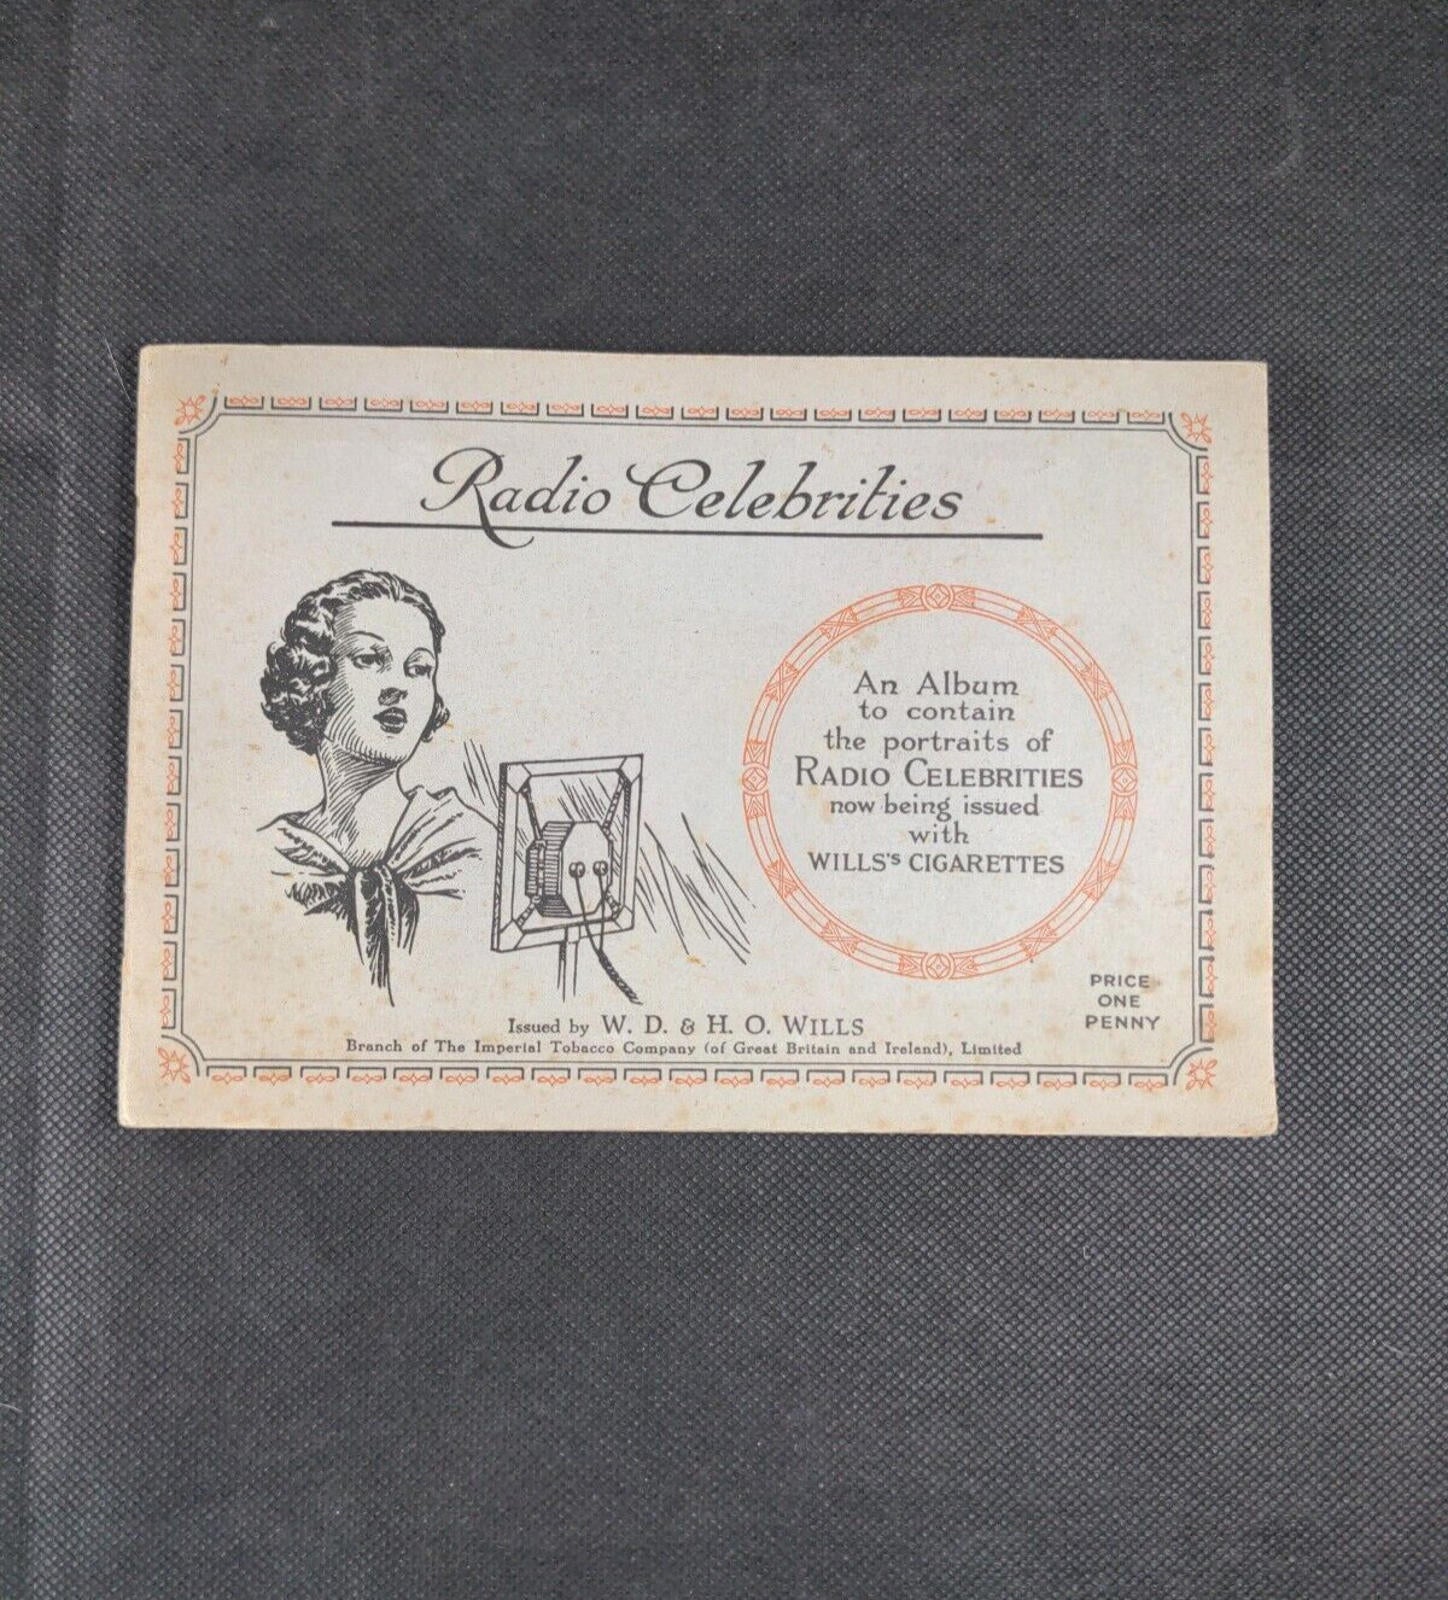 Radio Celebrities
An Album
to contain
the portraits of
RADIO CELEBRITIES
now being issued
with
WILLS'S CIGARETTES
PRICE
ONE
PENNY
Issued by W. D. & H. O. WILLS
Branch of The Imperial Tobacco Company (of Great Britain and Ireland), Limited